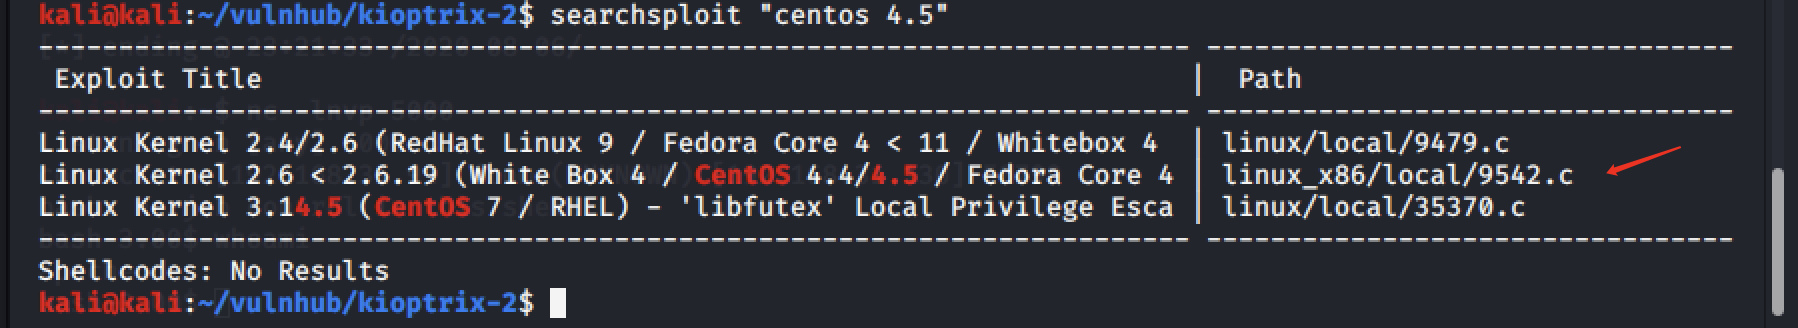 kali@kali:~/vulnhub/kioptrix-2$ searchsploit "centos 4.5"
--------------------------------------------------------------------------- ---------------------------------
Exploit Title | Path
--------------------------------------------------------------------------- ---------------------------------
Linux Kernel 2.4/2.6 (RedHat Linux 9 / Fedora Core 4 < 11 / Whitebox 4 | linux/local/9479.c
Linux Kernel 2.6 < 2.6.19 (White Box 4 / CentOS 4.4/4.5 / Fedora Core 4 | linux_x86/local/9542.c
Linux Kernel 3.14.5 (CentOS 7 / RHEL) - 'libfutex' Local Privilege Esca | linux/local/35370.c
--------------------------------------------------------------------------- ---------------------------------
Shellcodes: No Results
kali@kali:~/vulnhub/kioptrix-2$